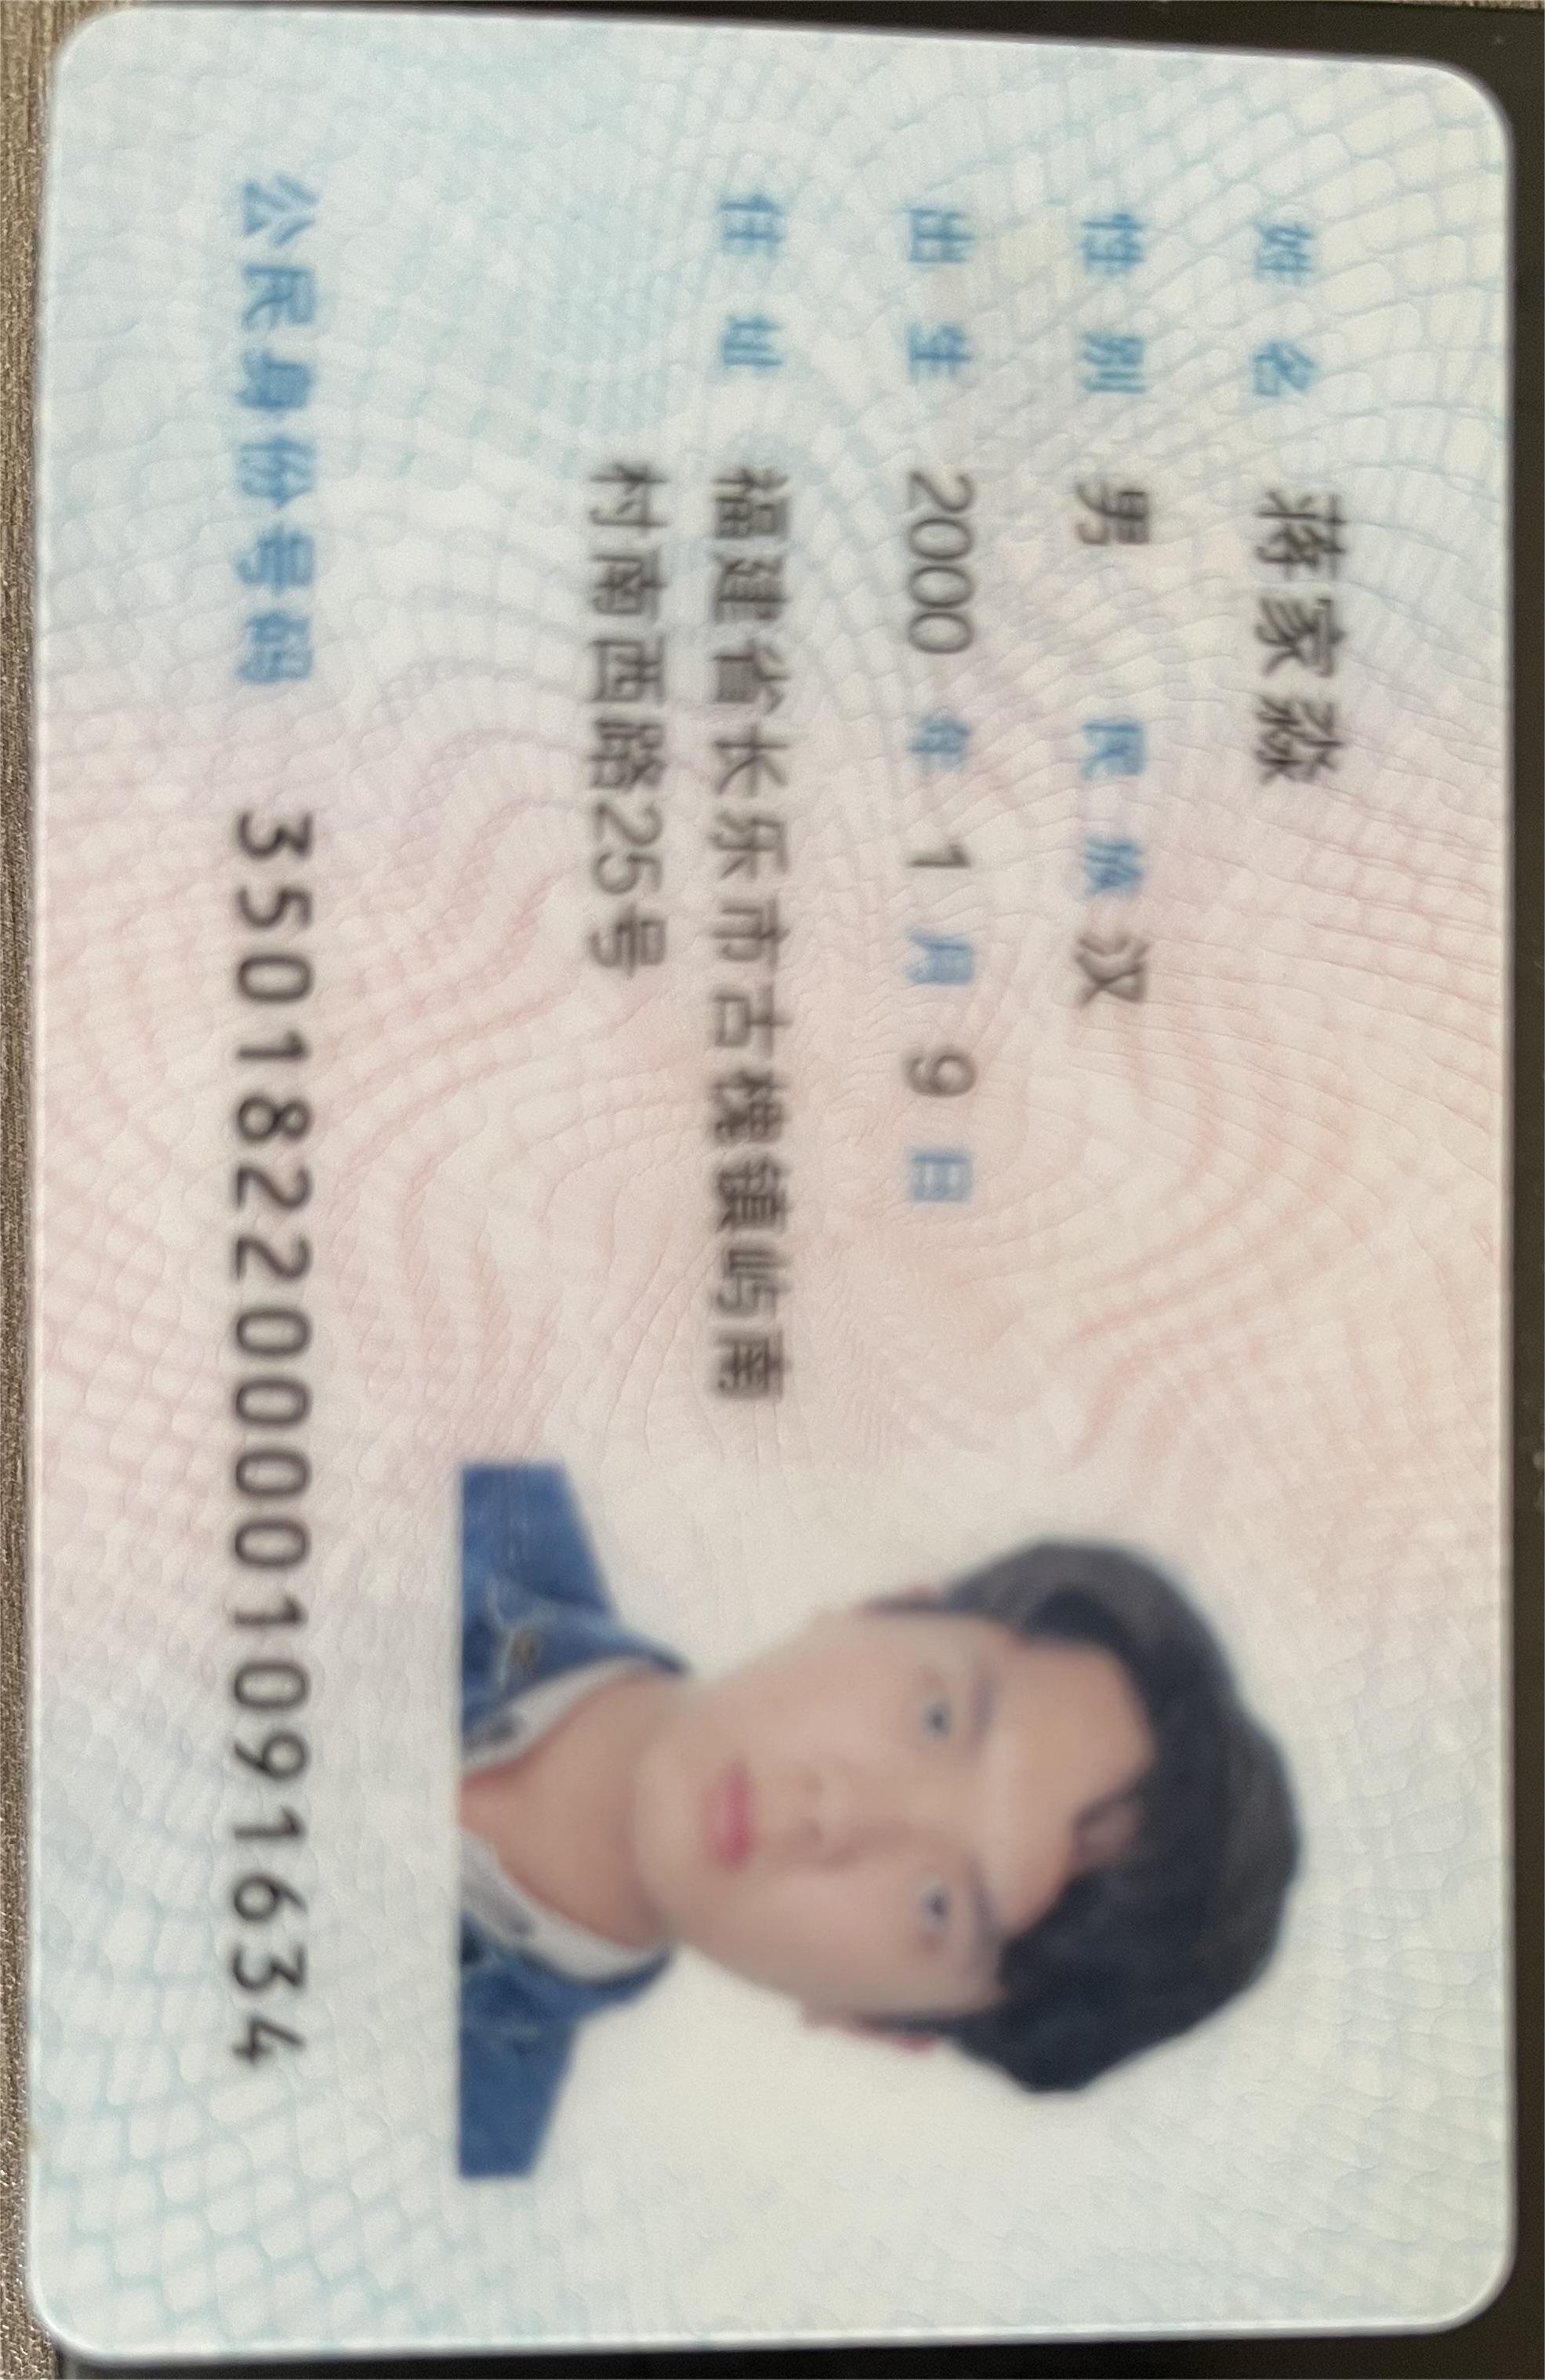 姓名 蒋家淼
性别 男 民族 汉
出生 2000 年 1 月 9 日
住址 福建省长乐市古槐镇屿南
村南西路25号
公民身份号码 350182200001091634